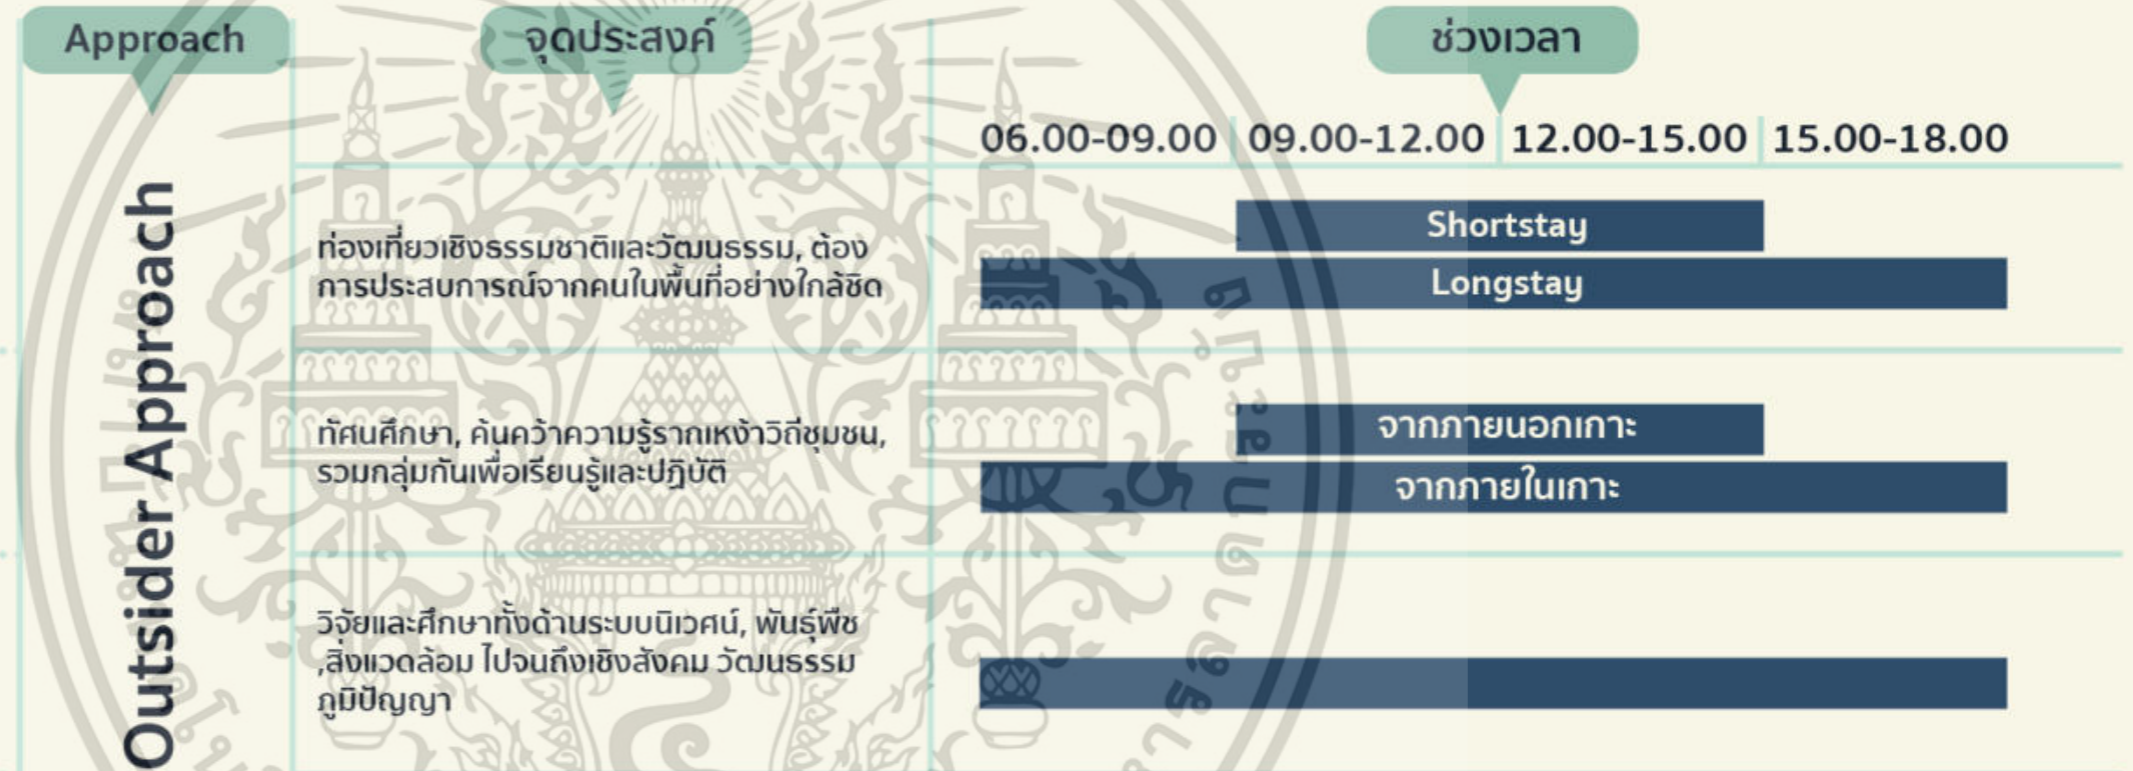 Approach
จุดประสงค์
ช่วงเวลา
06.00-09.00 09.00-12.00 12.00-15.00 15.00-18.00
Outsider Approach
ท่องเที่ยวเชิงธรรมชาติและวัฒนธรรม, ต้อง
การประสบการณ์จากคนในพื้นที่อย่างใกล้ชิด
Shortstay
Longstay
ทัศนศึกษา, ค้นคว้าความรู้รากเหง้าวิถีชุมชน,
รวมกลุ่มกันเพื่อเรียนรู้และปฏิบัติ
จากภายนอกเกาะ
จากภายในเกาะ
วิจัยและศึกษาทั้งด้านระบบนิเวศน์, พันธุ์พืช
,สิ่งแวดล้อม ไปจนถึงเชิงสังคม วัฒนธรรม
ภูมิปัญญา